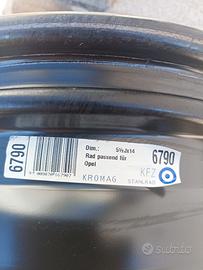 6790
Dim.: 5½Jx14
Rad passend für
Opel
6790
KROMAG
KFZ
STAHLRAD
subito